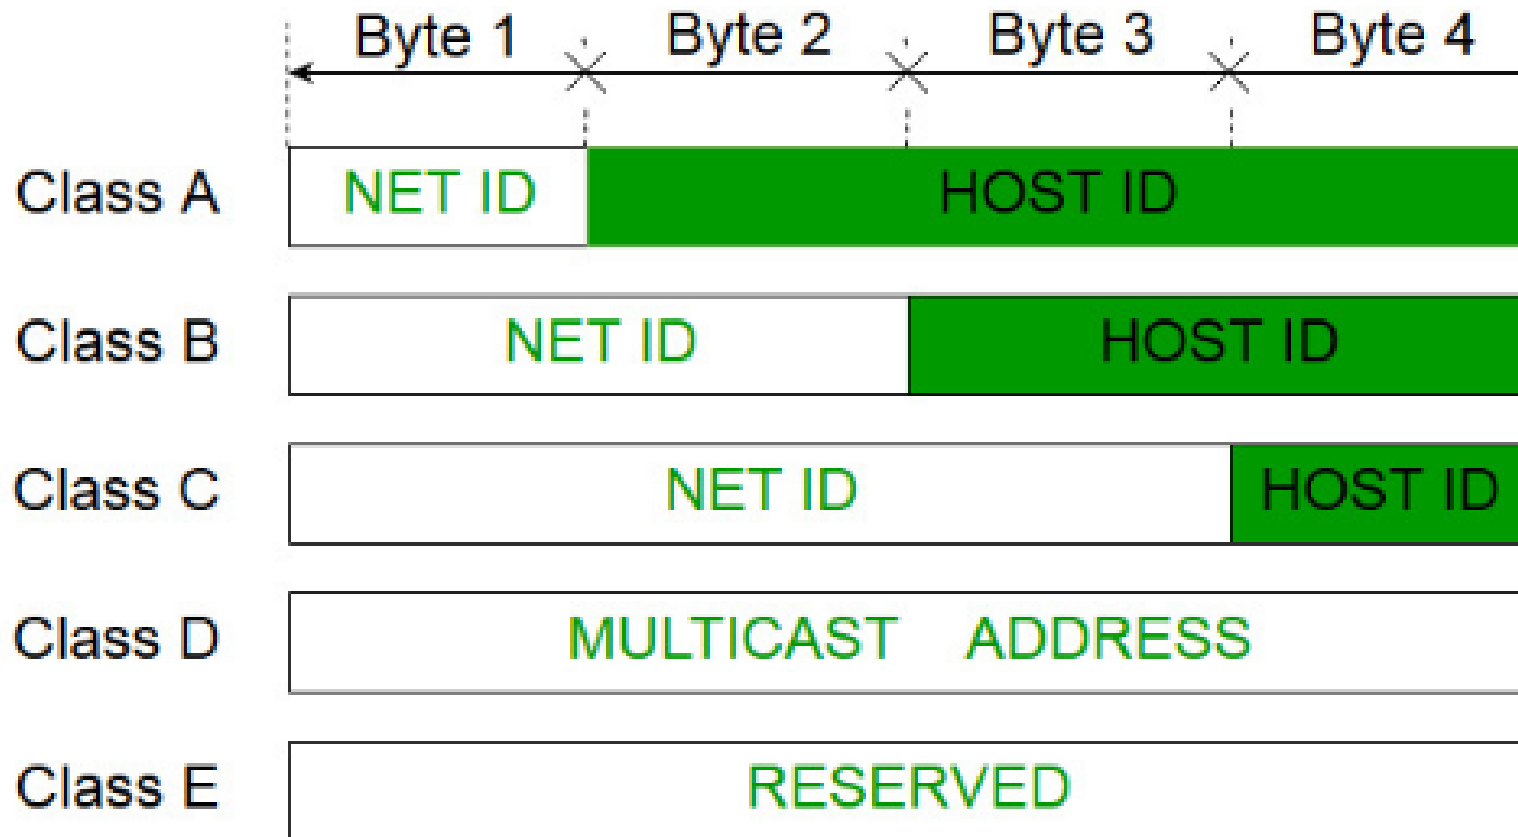 Byte 1 Byte 2 Byte 3 Byte 4
Class A NET ID HOST ID
Class B NET ID HOST ID
Class C NET ID HOST ID
Class D MULTICAST ADDRESS
Class E RESERVED